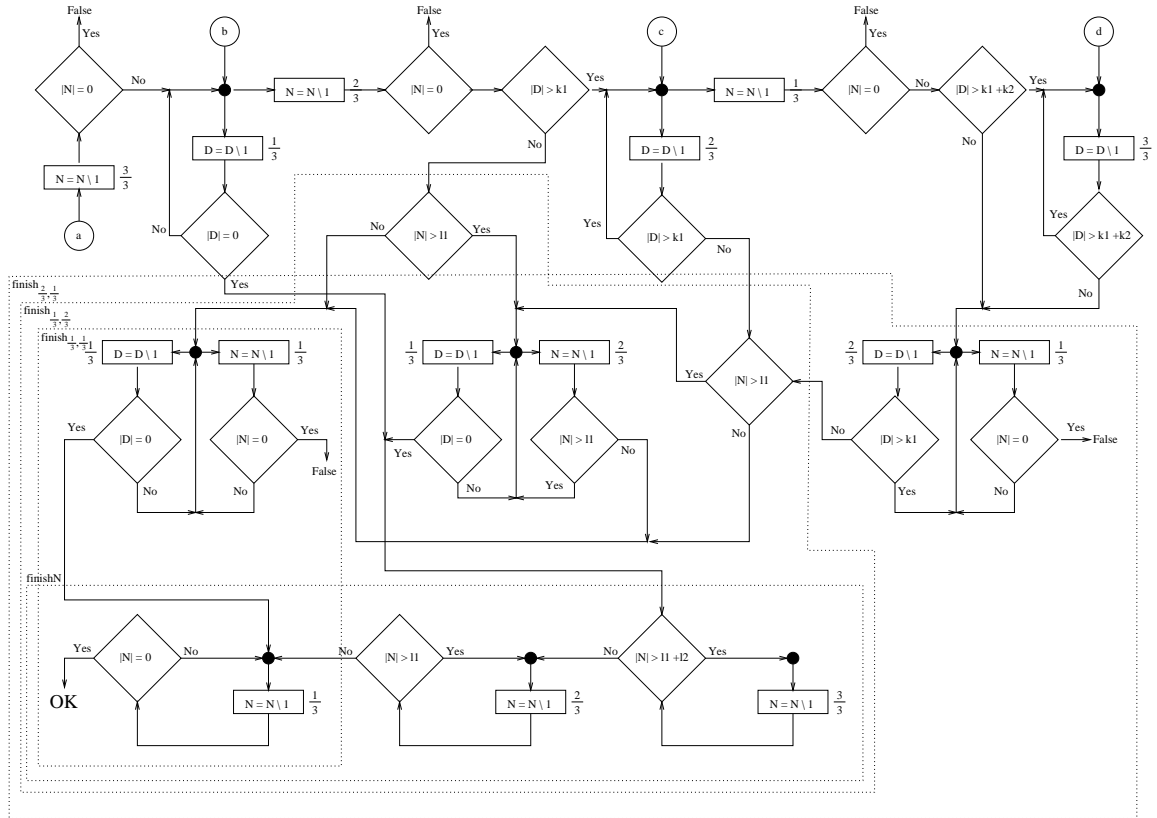 False
False
False
Yes
b
Yes
c
Yes
d
|N| = 0
No
N = N \ 1
2/3
|N| = 0
|D| > k1
Yes
N = N \ 1
1/3
|N| = 0
No
|D| > k1 +k2
Yes
D = D \ 1
1/3
No
D = D \ 1
2/3
No
D = D \ 1
3/3
N = N \ 1
3/3
a
No
|D| = 0
No
|N| > l1
Yes
Yes
|D| > k1
No
Yes
|D| > k1 +k2
Yes
No
finish 2/3, 1/3
finish 1/3, 2/3
finish 1/3, 1/3
1/3
D = D \ 1
N = N \ 1
1/3
1/3
D = D \ 1
N = N \ 1
2/3
2/3
D = D \ 1
N = N \ 1
1/3
Yes
|N| > l1
No
Yes
|D| = 0
|N| = 0
Yes
False
Yes
|D| = 0
|N| > l1
No
No
|D| > k1
|N| = 0
Yes
False
No
No
No
Yes
Yes
No
finishN
Yes
|N| = 0
No
No
|N| > l1
Yes
No
|N| > l1 +l2
Yes
OK
N = N \ 1
1/3
N = N \ 1
2/3
N = N \ 1
3/3